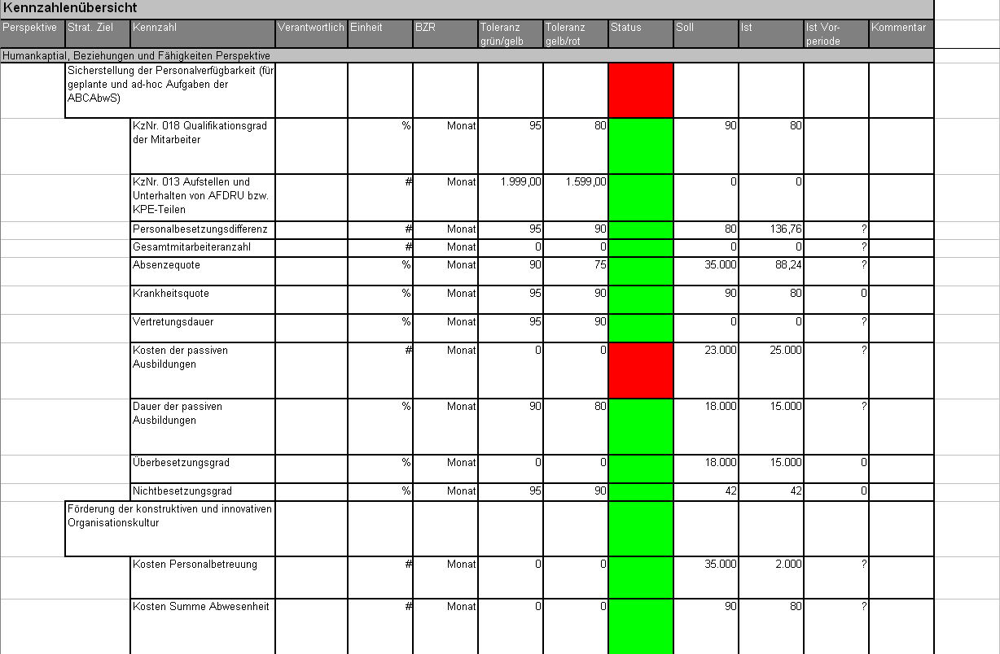 Kennzahlenübersicht
Perspektive Strat. Ziel Kennzahl Verantwortlich Einheit BZR Toleranz grün/gelb Toleranz gelb/rot Status Soll Ist Ist Vor-periode Kommentar
Humankaptial, Beziehungen und Fähigkeiten Perspektive
Sicherstellung der Personalverfügbarkeit (für
geplante und ad-hoc Aufgaben der
ABCAbwS)
KzNr. 018 Qualifikationsgrad % Monat 95 80 90 80
der Mitarbeiter
KzNr. 013 Aufstellen und # Monat 1.999,00 1.599,00 0 0
Unterhalten von AFDRU bzw.
KPE-Teilen
Personalbesetzungsdifferenz # Monat 95 90 80 136,76 ?
Gesamtmitarbeiteranzahl # Monat 0 0 0 0 ?
Absenzequote % Monat 90 75 35.000 88,24 ?
Krankheitsquote % Monat 95 90 90 80 0
Vertretungsdauer % Monat 95 90 0 0 ?
Kosten der passiven # Monat 0 0 23.000 25.000 ?
Ausbildungen
Dauer der passiven % Monat 90 80 18.000 15.000 ?
Ausbildungen
Überbesetzungsgrad % Monat 0 0 18.000 15.000 0
Nichtbesetzungsgrad % Monat 95 90 42 42 0
Förderung der konstruktiven und innovativen
Organisationskultur
Kosten Personalbetreuung # Monat 0 0 35.000 2.000 ?
Kosten Summe Abwesenheit # Monat 0 0 90 80 ?